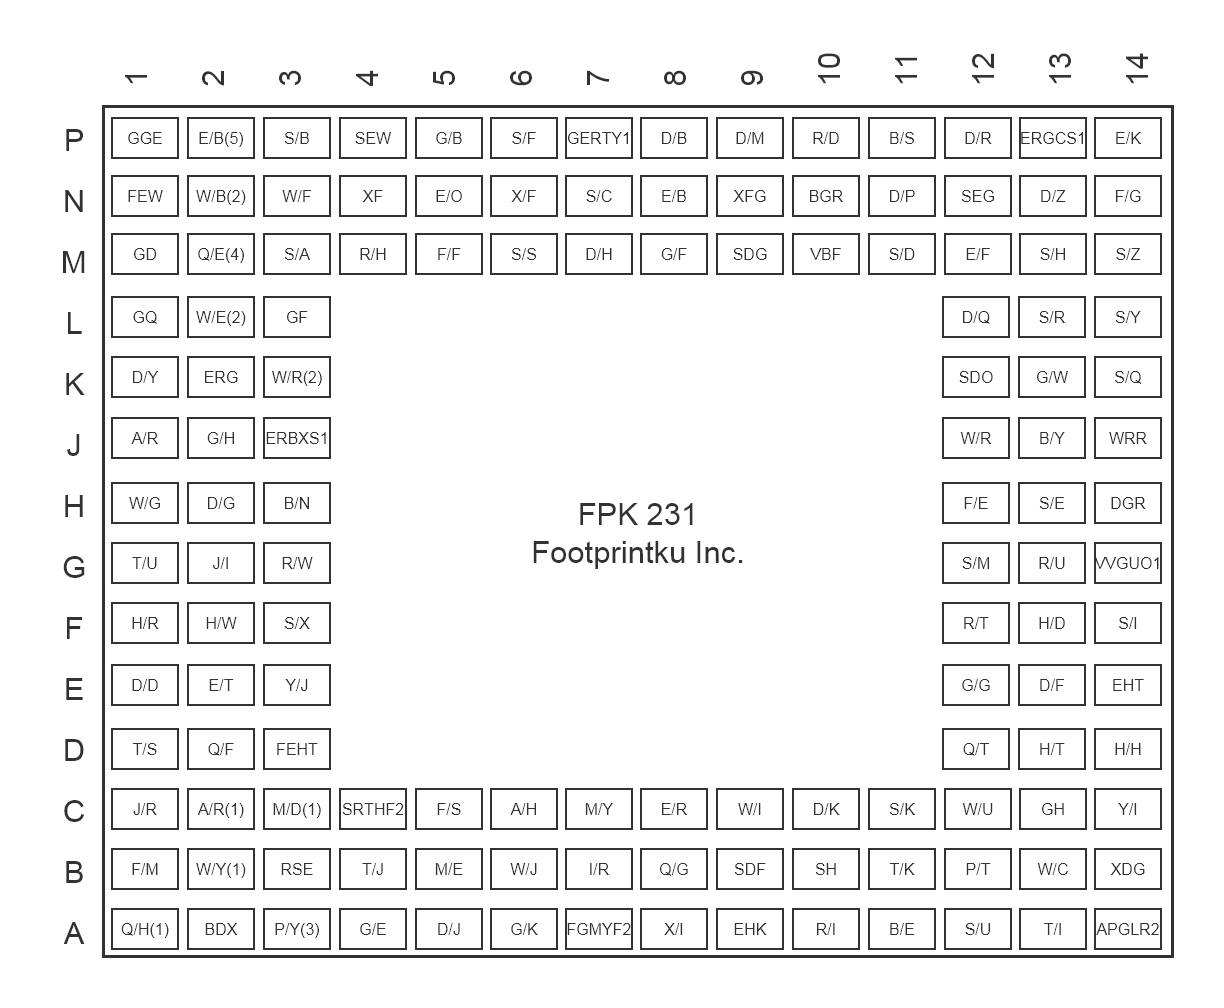 1 2 3 4 5 6 7 8 9 10 11 12 13 14
P GGE E/B(5) S/B SEW G/B S/F GERTY1 D/B D/M R/D B/S D/R ERGCS1 E/K
N FEW W/B(2) W/F XF E/O X/F S/C E/B XFG BGR D/P SEG D/Z F/G
M GD Q/E(4) S/A R/H F/F S/S D/H G/F SDG VBF S/D E/F S/H S/Z
L GQ W/E(2) GF D/Q S/R S/Y
K D/Y ERG W/R(2) SDO G/W S/Q
J A/R G/H ERBXS1 W/R B/Y WRR
H W/G D/G B/N F/E S/E DGR
FPK 231
Footprintku Inc.
G T/U J/I R/W S/M R/U VVGUO1
F H/R H/W S/X R/T H/D S/I
E D/D E/T Y/J G/G D/F EHT
D T/S Q/F FEHT Q/T H/T H/H
C J/R A/R(1) M/D(1) SRTHF2 F/S A/H M/Y E/R W/I D/K S/K W/U GH Y/I
B F/M W/Y(1) RSE T/J M/E W/J I/R Q/G SDF SH T/K P/T W/C XDG
A Q/H(1) BDX P/Y(3) G/E D/J G/K FGMYF2 X/I EHK R/I B/E S/U T/I APGLR2